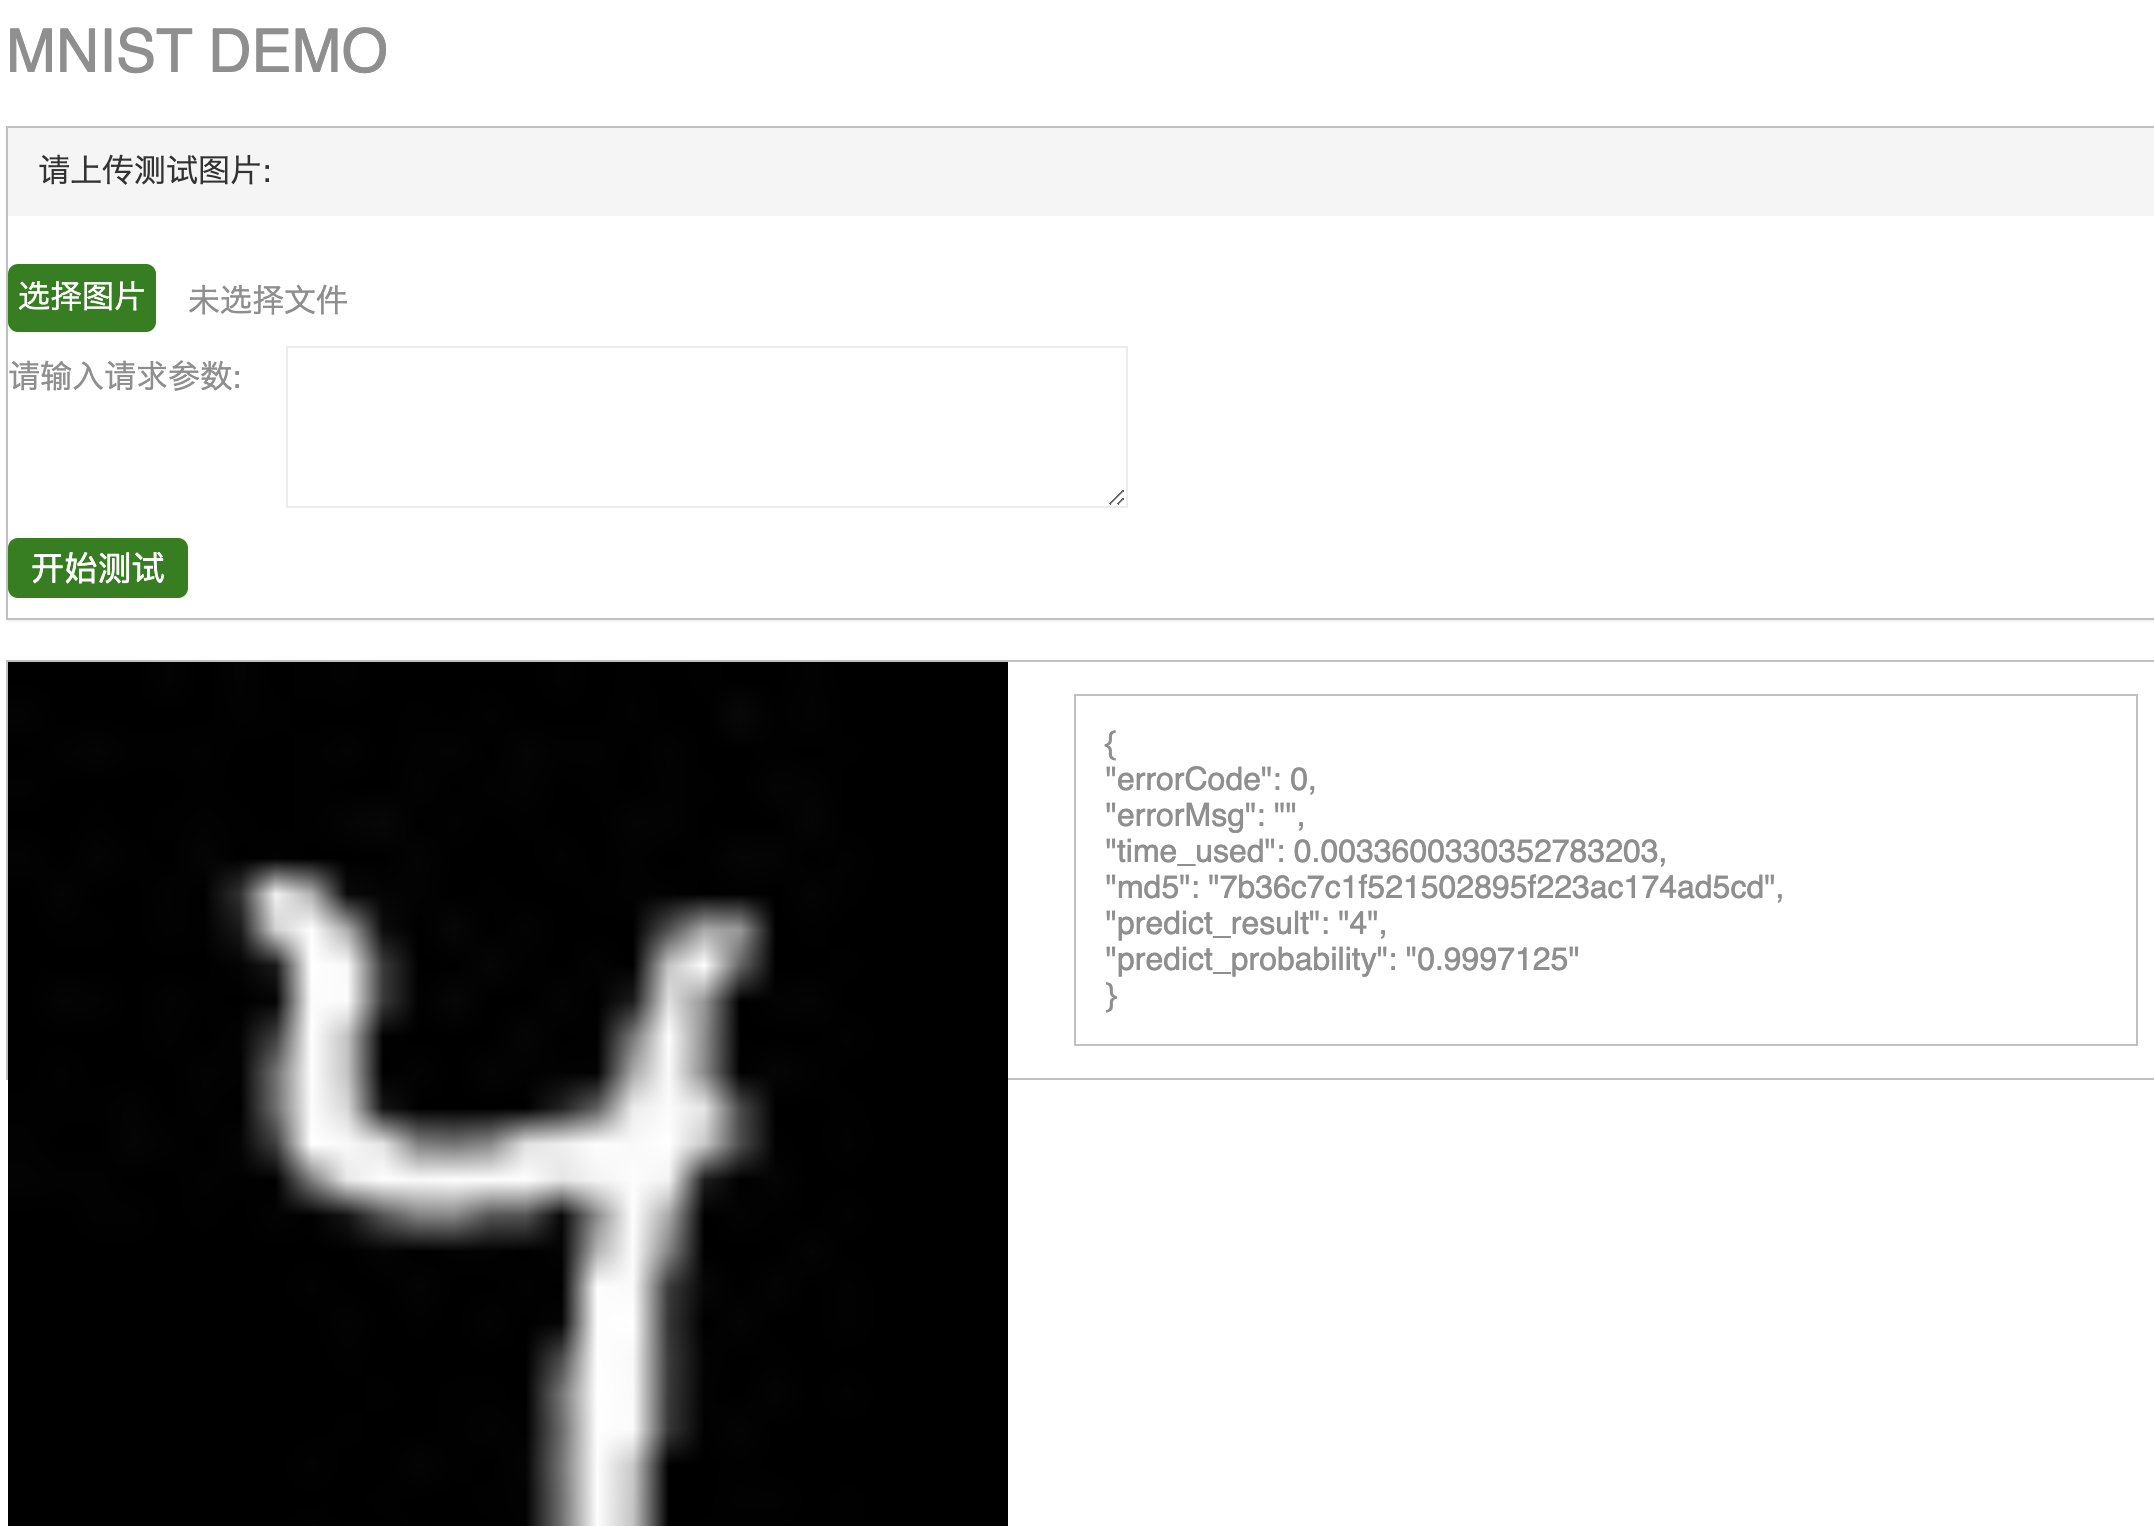 MNIST DEMO
请上传测试图片:
选择图片 未选择文件
请输入请求参数:
开始测试
4
{
"errorCode": 0,
"errorMsg": "",
"time_used": 0.0033600330352783203,
"md5": "7b36c7c1f521502895f223ac174ad5cd",
"predict_result": "4",
"predict_probability": "0.9997125"
}